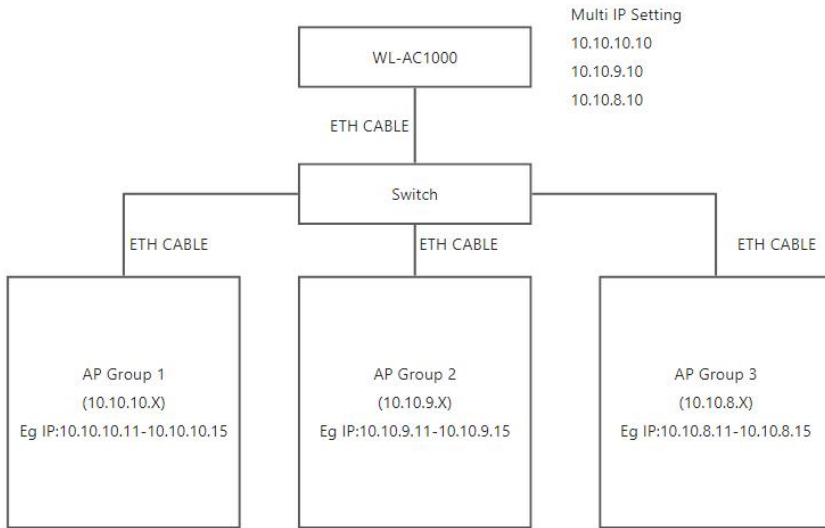 Multi IP Setting
10.10.10.10
10.10.9.10
10.10.8.10
WL-AC1000
ETH CABLE
Switch
ETH CABLE
ETH CABLE
ETH CABLE
AP Group 1
(10.10.10.X)
Eg IP:10.10.10.11-10.10.10.15
AP Group 2
(10.10.9.X)
Eg IP:10.10.9.11-10.10.9.15
AP Group 3
(10.10.8.X)
Eg IP:10.10.8.11-10.10.8.15